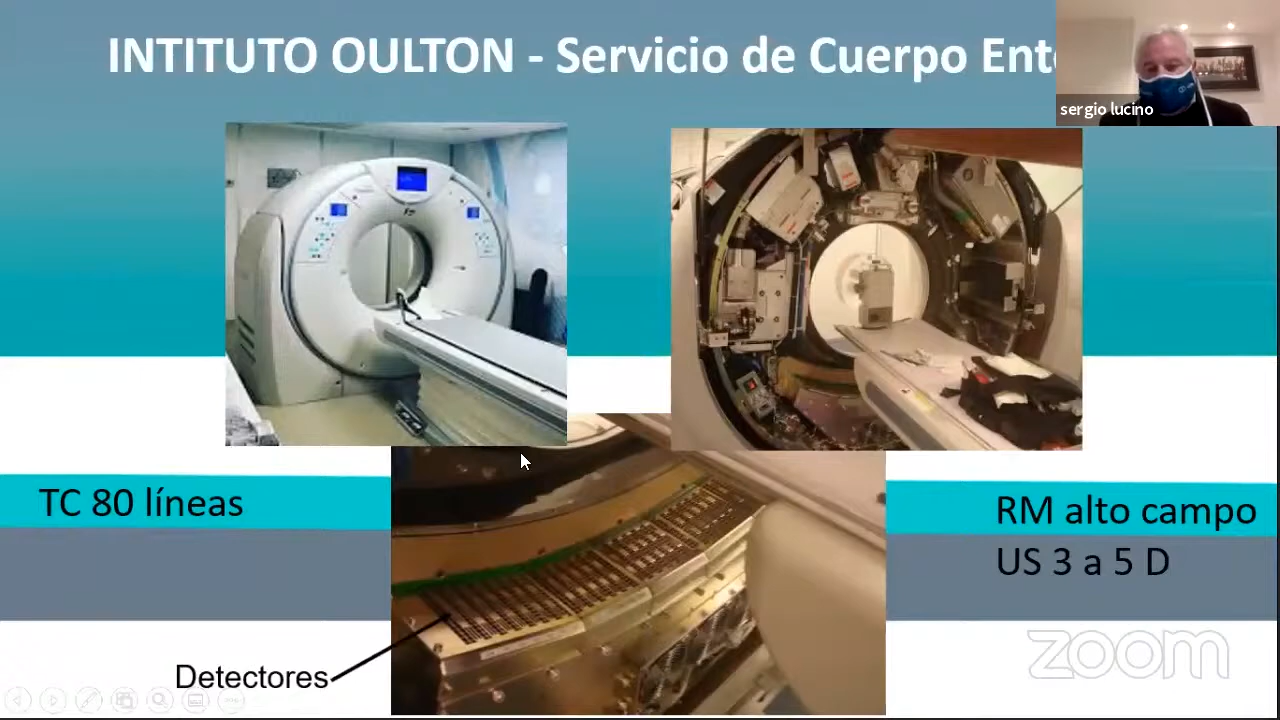 INTITUTO OULTON - Servicio de Cuerpo Ent
sergio lucino
TC 80 líneas
RM alto campo
US 3 a 5 D
Detectores
zoom